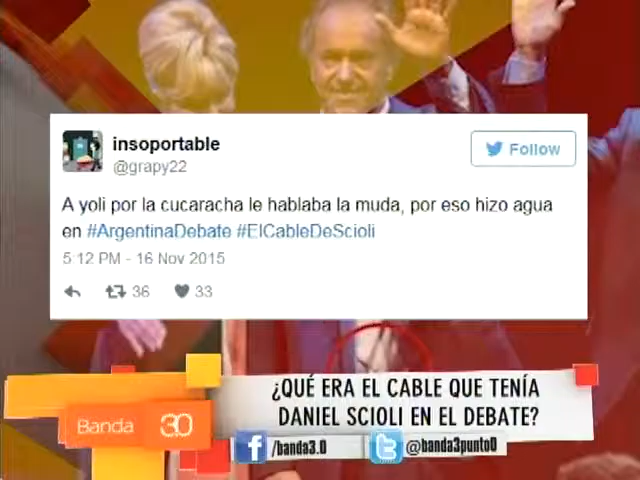 insoportable
@grapy22
Follow
A yoli por la cucaracha le hablaba la muda, por eso hizo agua
en #ArgentinaDebate #ElCableDeScioli
5:12 PM - 16 Nov 2015
36 33
¿QUÉ ERA EL CABLE QUE TENÍA
DANIEL SCIOLI EN EL DEBATE?
Banda 3.0
/banda3.0 @banda3punto0